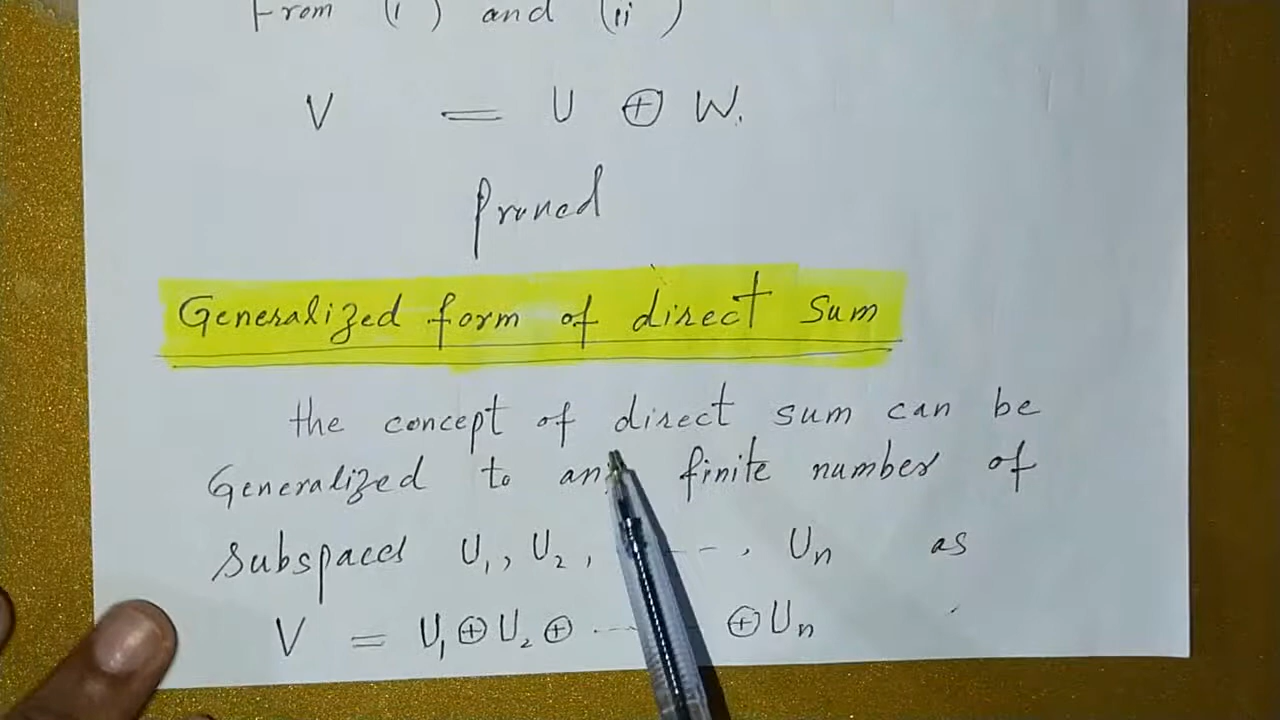 From (i) and (ii)
V = U ⊕ W.
Proved
Generalized form of direct sum
the concept of direct sum can be
Generalized to any finite number of
subspaces U₁, U₂, - - , Uₙ as
V = U₁ ⊕ U₂ ⊕ ---- ⊕ Uₙ